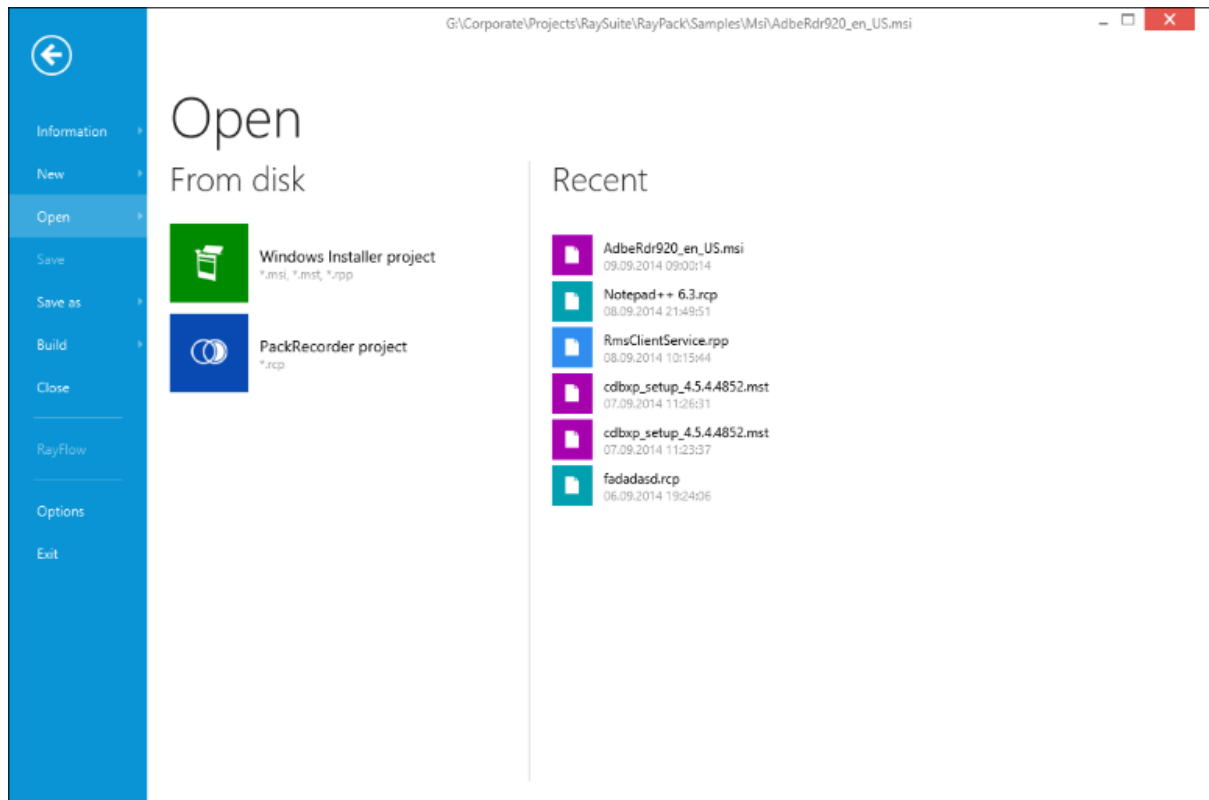 G:\Corporate\Projects\RaySuite\RayPack\Samples\Msi\AdbeRdr920_en_US.msi
Information
New
Open
Save
Save as
Build
Close
RayFlow
Options
Exit
Open
From disk
Windows Installer project
*.msi, *.mst, *.rpp
PackRecorder project
*.rcp
Recent
AdbeRdr920_en_US.msi
09.09.2014 09:00:14
Notepad++ 6.3.rcp
08.09.2014 21:49:51
RmsClientService.rpp
08.09.2014 10:15:44
cdbxp_setup_4.5.4.4852.mst
07.09.2014 11:26:31
cdbxp_setup_4.5.4.4852.mst
07.09.2014 11:23:37
fadadasd.rcp
06.09.2014 19:24:06